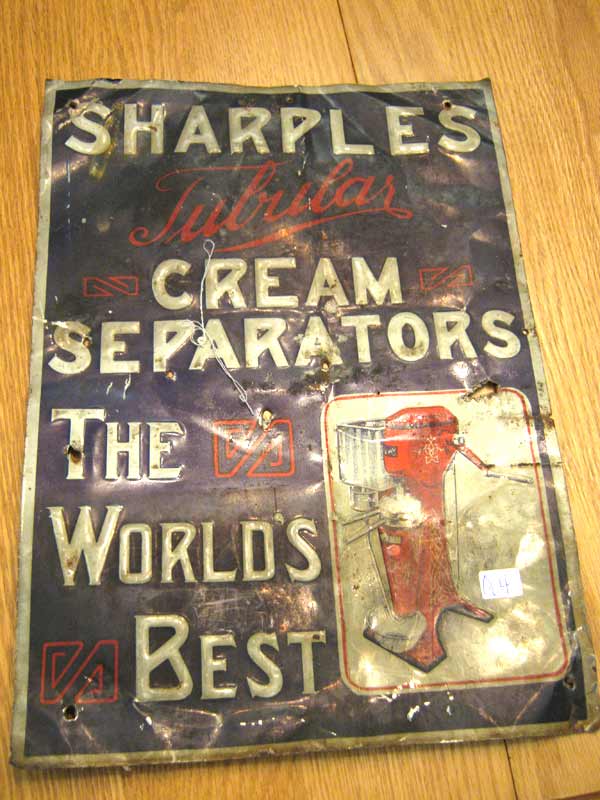 SHARPLES
Tubular
CREAM
SEPARATORS
THE
WORLD'S
BEST